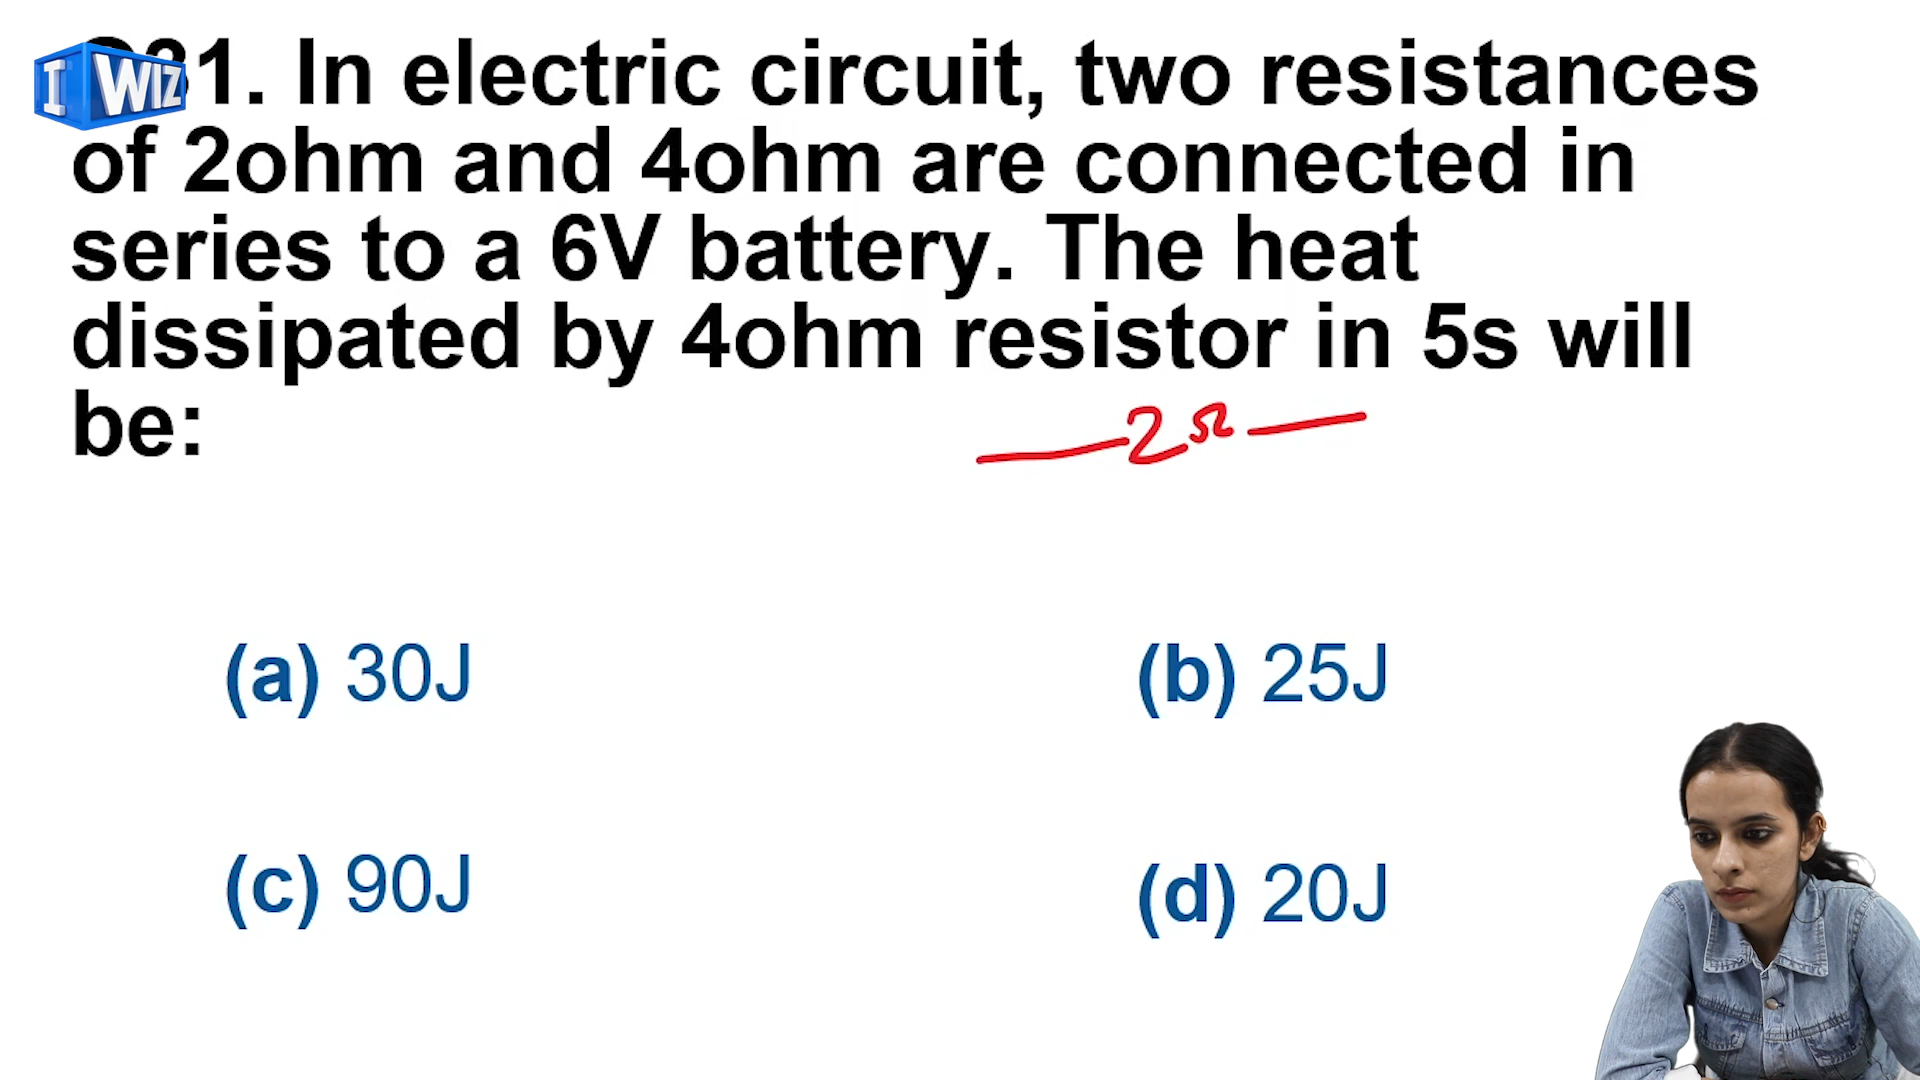 I WIZ
31. In electric circuit, two resistances
of 2ohm and 4ohm are connected in
series to a 6V battery. The heat
dissipated by 4ohm resistor in 5s will
be:
2Ω
(a) 30J
(b) 25J
(c) 90J
(d) 20J